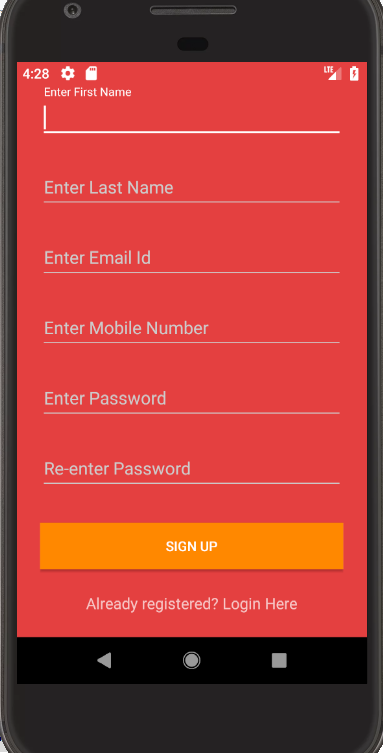 4:28 LTE
Enter First Name
Enter Last Name
Enter Email Id
Enter Mobile Number
Enter Password
Re-enter Password
SIGN UP
Already registered? Login Here